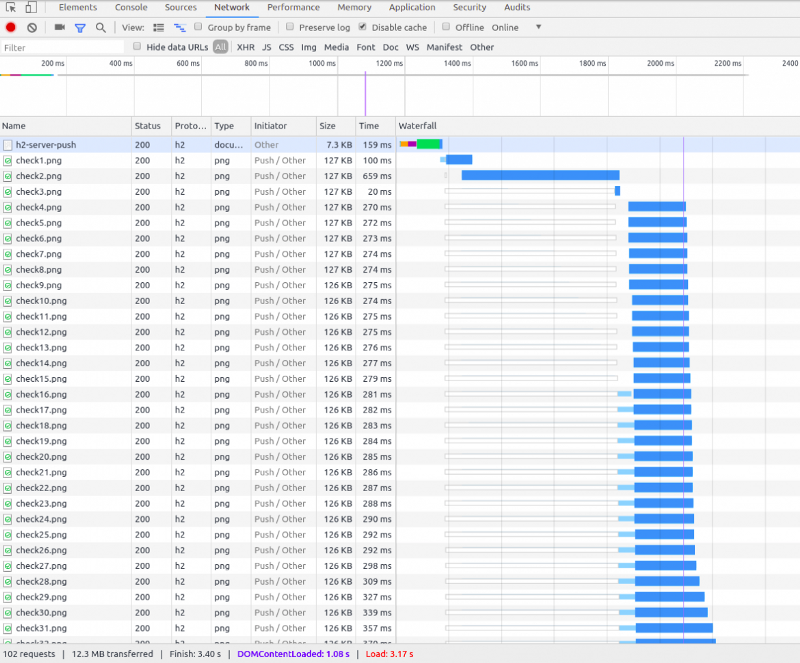 Elements Console Sources Network Performance Memory Application Security Audits
View: Group by frame Preserve log Disable cache Offline Online
Filter Hide data URLs All XHR JS CSS Img Media Font Doc WS Manifest Other
200 ms 400 ms 600 ms 800 ms 1000 ms 1200 ms 1400 ms 1600 ms 1800 ms 2000 ms 2200 ms 2400
Name Status Proto... Type Initiator Size Time Waterfall
h2-server-push 200 h2 docu... Other 7.3 KB 159 ms
check1.png 200 h2 png Push / Other 127 KB 100 ms
check2.png 200 h2 png Push / Other 127 KB 659 ms
check3.png 200 h2 png Push / Other 127 KB 20 ms
check4.png 200 h2 png Push / Other 127 KB 270 ms
check5.png 200 h2 png Push / Other 127 KB 272 ms
check6.png 200 h2 png Push / Other 127 KB 273 ms
check7.png 200 h2 png Push / Other 127 KB 274 ms
check8.png 200 h2 png Push / Other 127 KB 274 ms
check9.png 200 h2 png Push / Other 126 KB 275 ms
check10.png 200 h2 png Push / Other 126 KB 274 ms
check11.png 200 h2 png Push / Other 126 KB 275 ms
check12.png 200 h2 png Push / Other 126 KB 275 ms
check13.png 200 h2 png Push / Other 126 KB 276 ms
check14.png 200 h2 png Push / Other 126 KB 277 ms
check15.png 200 h2 png Push / Other 126 KB 279 ms
check16.png 200 h2 png Push / Other 126 KB 281 ms
check17.png 200 h2 png Push / Other 126 KB 282 ms
check18.png 200 h2 png Push / Other 126 KB 283 ms
check19.png 200 h2 png Push / Other 126 KB 284 ms
check20.png 200 h2 png Push / Other 126 KB 285 ms
check21.png 200 h2 png Push / Other 126 KB 286 ms
check22.png 200 h2 png Push / Other 126 KB 287 ms
check23.png 200 h2 png Push / Other 126 KB 288 ms
check24.png 200 h2 png Push / Other 126 KB 290 ms
check25.png 200 h2 png Push / Other 126 KB 292 ms
check26.png 200 h2 png Push / Other 126 KB 292 ms
check27.png 200 h2 png Push / Other 126 KB 298 ms
check28.png 200 h2 png Push / Other 126 KB 309 ms
check29.png 200 h2 png Push / Other 126 KB 327 ms
check30.png 200 h2 png Push / Other 126 KB 339 ms
check31.png 200 h2 png Push / Other 126 KB 357 ms
102 requests | 12.3 MB transferred | Finish: 3.40 s | DOMContentLoaded: 1.08 s | Load: 3.17 s